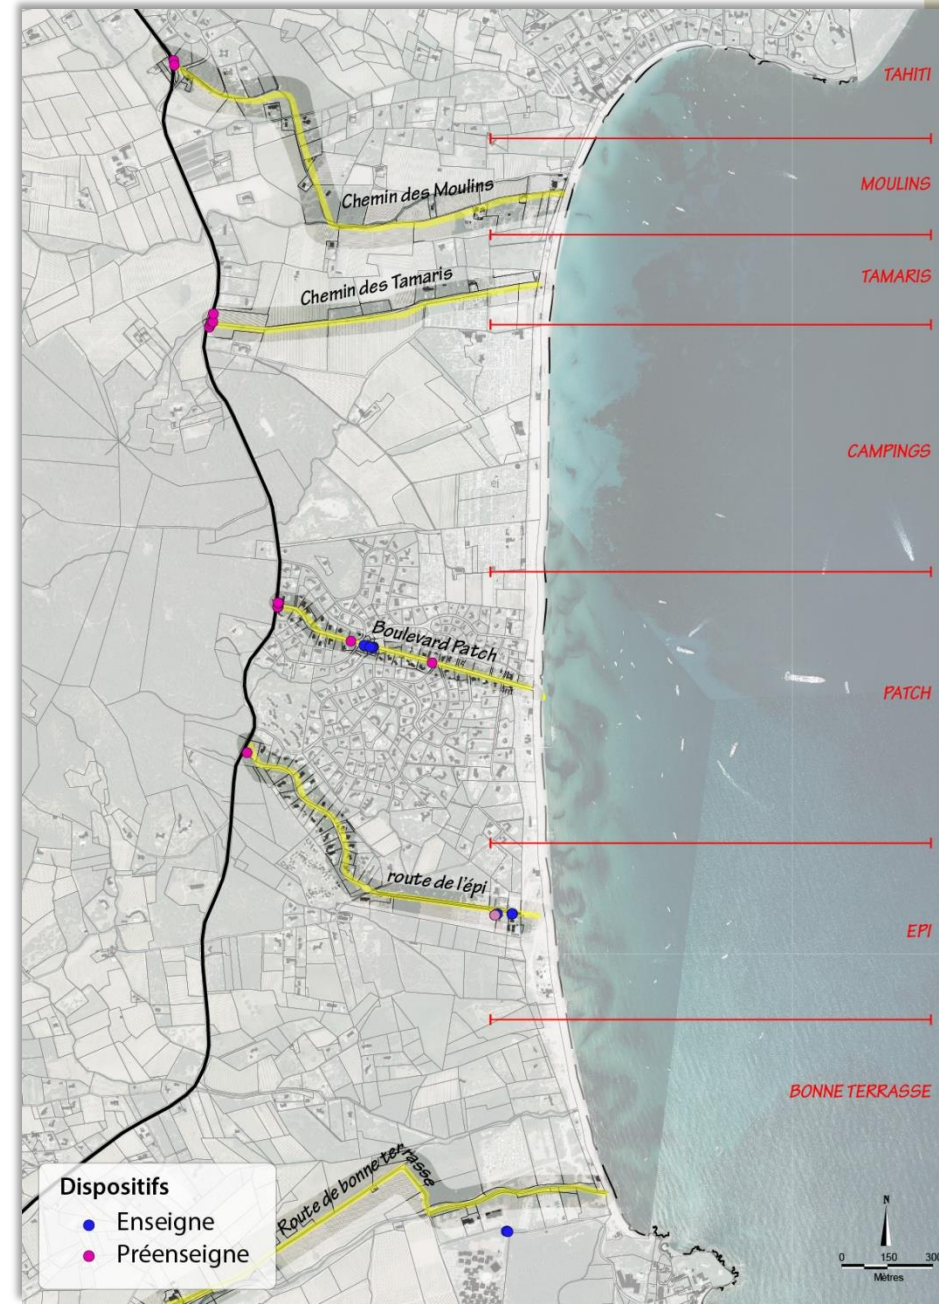 TAHITI
MOULINS
Chemin des Moulins
TAMARIS
Chemin des Tamaris
CAMPINGS
Boulevard Patch
PATCH
route de l'épi
EPI
BONNE TERRASSE
Route de bonne terrasse
Dispositifs
Enseigne
Préenseigne
N
0 150 300
Mètres